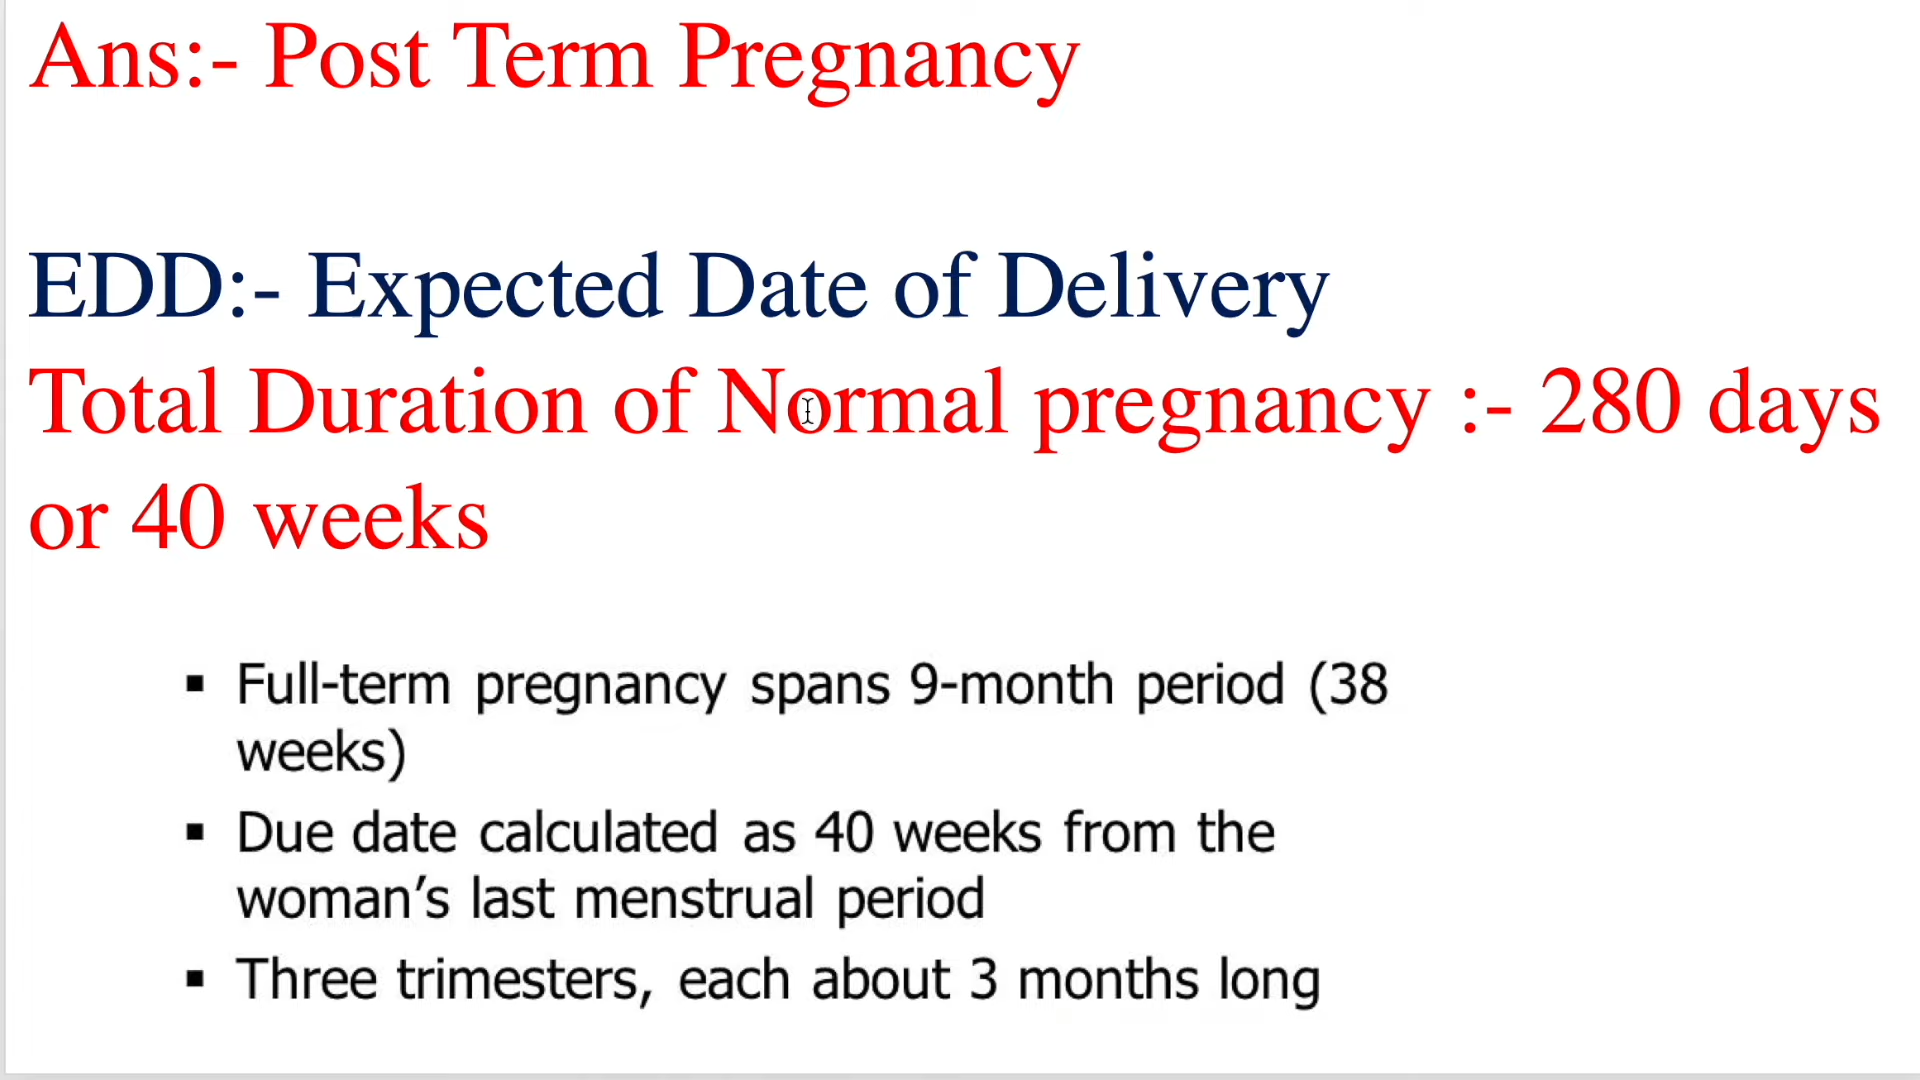 Ans:- Post Term Pregnancy
EDD:- Expected Date of Delivery
Total Duration of Normal pregnancy :- 280 days
or 40 weeks
▪ Full-term pregnancy spans 9-month period (38
weeks)
▪ Due date calculated as 40 weeks from the
woman’s last menstrual period
▪ Three trimesters, each about 3 months long